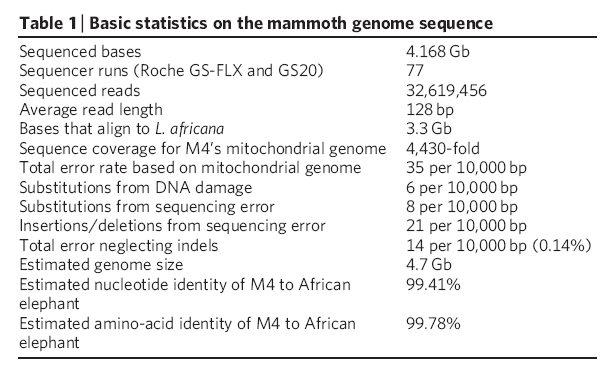 Table 1 | Basic statistics on the mammoth genome sequence
Sequenced bases 4.168 Gb
Sequencer runs (Roche GS-FLX and GS20) 77
Sequenced reads 32,619,456
Average read length 128 bp
Bases that align to L. africana 3.3 Gb
Sequence coverage for M4's mitochondrial genome 4,430-fold
Total error rate based on mitochondrial genome 35 per 10,000 bp
Substitutions from DNA damage 6 per 10,000 bp
Substitutions from sequencing error 8 per 10,000 bp
Insertions/deletions from sequencing error 21 per 10,000 bp
Total error neglecting indels 14 per 10,000 bp (0.14%)
Estimated genome size 4.7 Gb
Estimated nucleotide identity of M4 to African 99.41%
elephant
Estimated amino-acid identity of M4 to African 99.78%
elephant